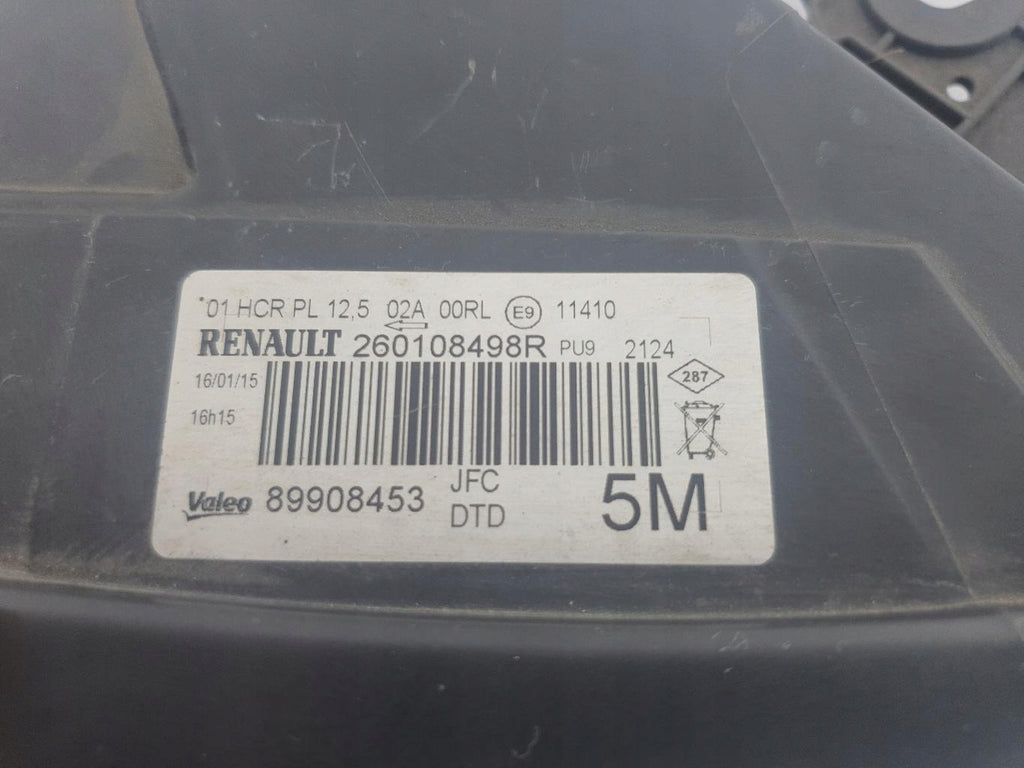 *01 HCR PL 12,5 02A 00RL E9 11410
RENAULT 260108498R PU9 2124
16/01/15
287
16h15
Valeo 89908453 JFC
DTD
5M